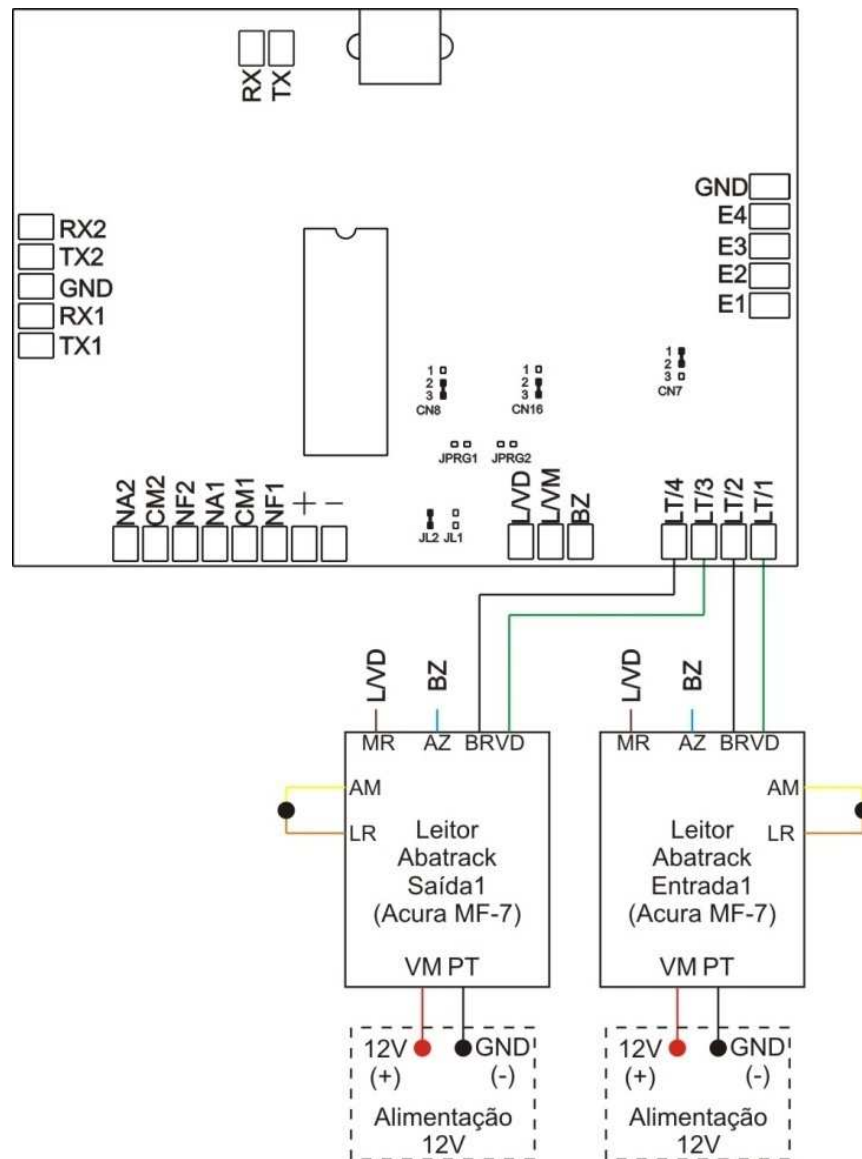 RX
TX
RX2
TX2
GND
RX1
TX1
GND
E4
E3
E2
E1
1
2
3
CN8
1
2
3
CN16
1
2
3
CN7
JPRG1 JPRG2
NA2
CM2
NF2
NA1
CM1
NF1
+
-
JL2 JL1
L/VD
L/VM
BZ
LT/4
LT/3
LT/2
LT/1
L/VD
BZ
MR AZ BRVD
AM
LR
Leitor
Abatrack
Saída1
(Acura MF-7)
VM PT
12V GND
(+) (-)
Alimentação
12V
L/VD
BZ
MR AZ BRVD
AM
LR
Leitor
Abatrack
Entrada1
(Acura MF-7)
VM PT
12V GND
(+) (-)
Alimentação
12V